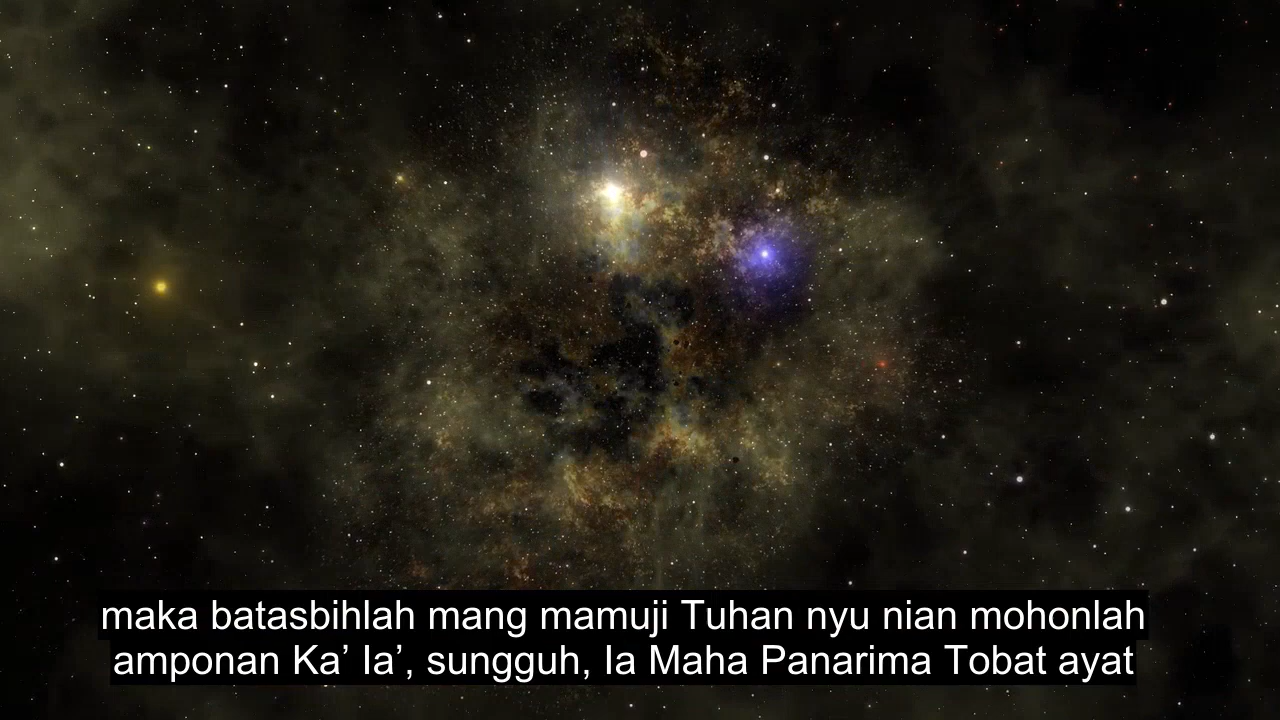 maka batasbihlah mang mamuji Tuhan nyu nian mohonlah
amponan Ka’ Ia’, sungguh, Ia Maha Panarima Tobat ayat